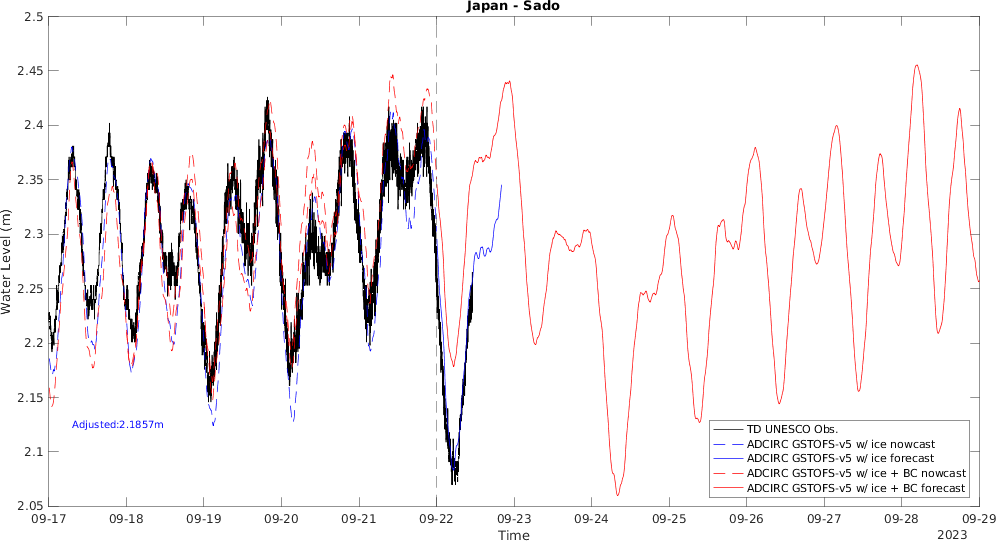 Japan - Sado
2.5
2.45
2.4
2.35
2.3
2.25
2.2
2.15
2.1
2.05
Water Level (m)
Adjusted:2.1857m
TD UNESCO Obs.
ADCIRC GSTOFS-v5 w/ ice nowcast
ADCIRC GSTOFS-v5 w/ ice forecast
ADCIRC GSTOFS-v5 w/ ice + BC nowcast
ADCIRC GSTOFS-v5 w/ ice + BC forecast
09-17 09-18 09-19 09-20 09-21 09-22 09-23 09-24 09-25 09-26 09-27 09-28 09-29
Time
2023